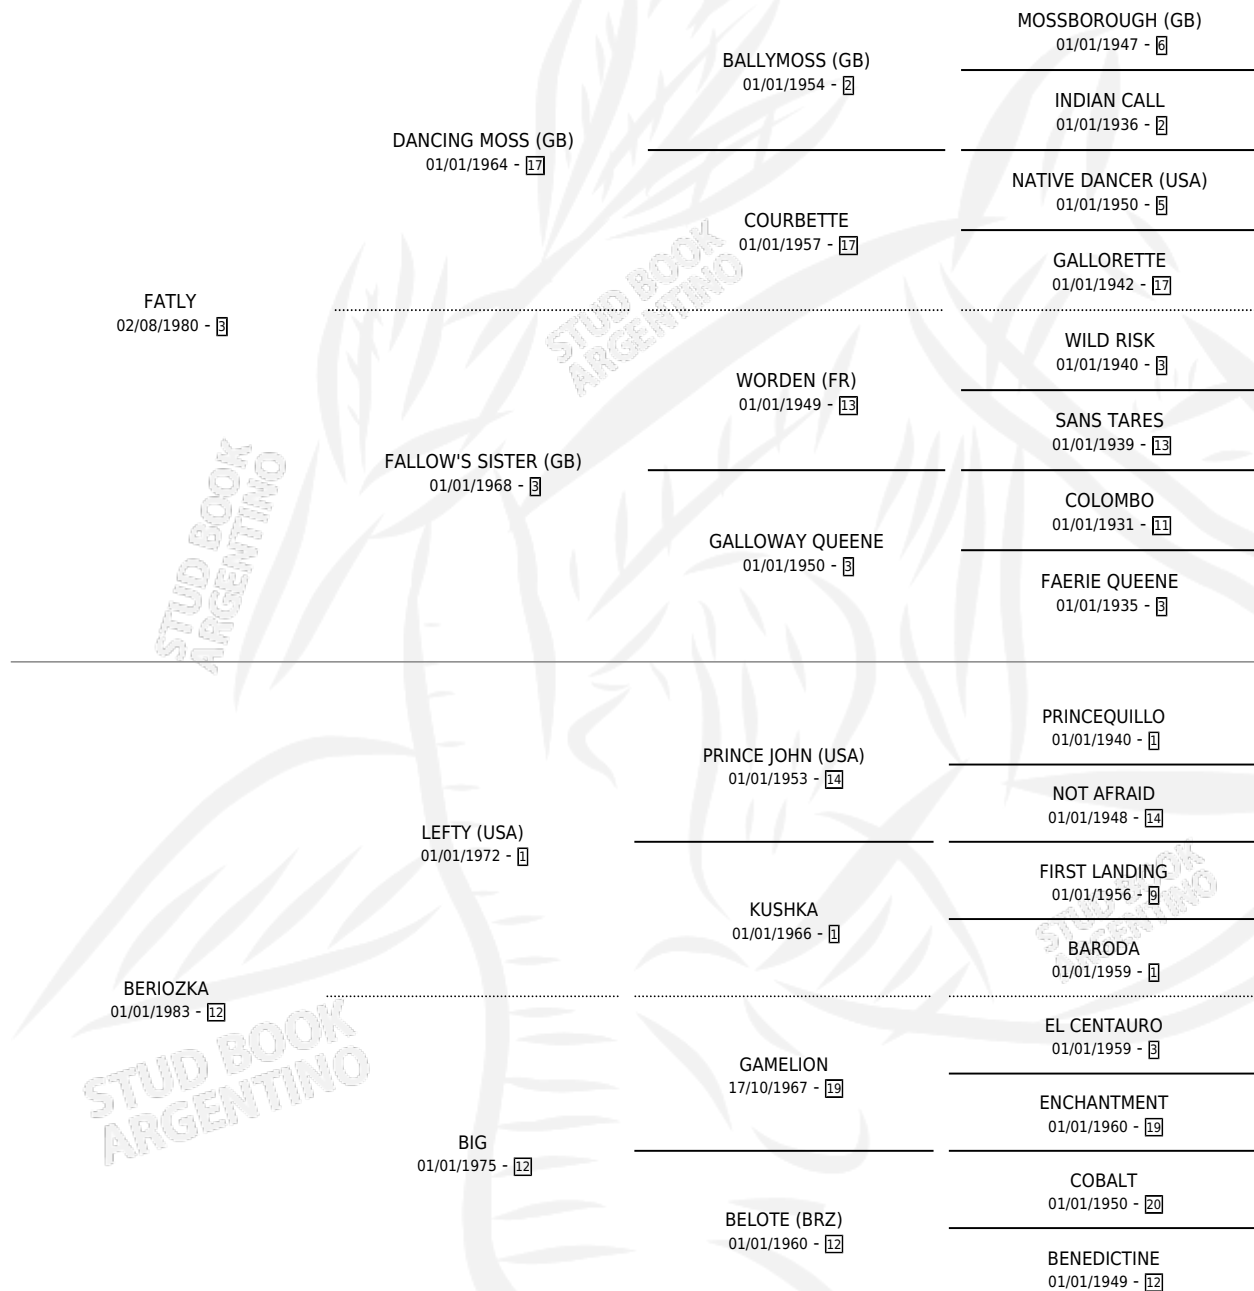 MOSSBOROUGH (GB)
01/01/1947 - 6
BALLYMOSS (GB)
01/01/1954 - 2
INDIAN CALL
01/01/1936 - 2
DANCING MOSS (GB)
01/01/1964 - 17
NATIVE DANCER (USA)
01/01/1950 - 5
COURBETTE
01/01/1957 - 17
GALLORETTE
01/01/1942 - 17
FATLY
02/08/1980 - 3
WILD RISK
01/01/1940 - 3
WORDEN (FR)
01/01/1949 - 13
SANS TARES
01/01/1939 - 13
FALLOW'S SISTER (GB)
01/01/1968 - 3
COLOMBO
01/01/1931 - 11
GALLOWAY QUEENE
01/01/1950 - 3
FAERIE QUEENE
01/01/1935 - 3
PRINCEQUILLO
01/01/1940 - 1
PRINCE JOHN (USA)
01/01/1953 - 14
NOT AFRAID
01/01/1948 - 14
LEFTY (USA)
01/01/1972 - 1
FIRST LANDING
01/01/1956 - 9
KUSHKA
01/01/1966 - 1
BARODA
01/01/1959 - 1
BERIOZKA
01/01/1983 - 12
EL CENTAURO
01/01/1959 - 3
GAMELION
17/10/1967 - 19
ENCHANTMENT
01/01/1960 - 19
BIG
01/01/1975 - 12
COBALT
01/01/1950 - 20
BELOTE (BRZ)
01/01/1960 - 12
BENEDICTINE
01/01/1949 - 12
STUD BOOK
ARGENTINO
STUD BOOK
ARGENTINO
STUD BOOK
ARGENTINO
STUD BOOK
ARGENTINO